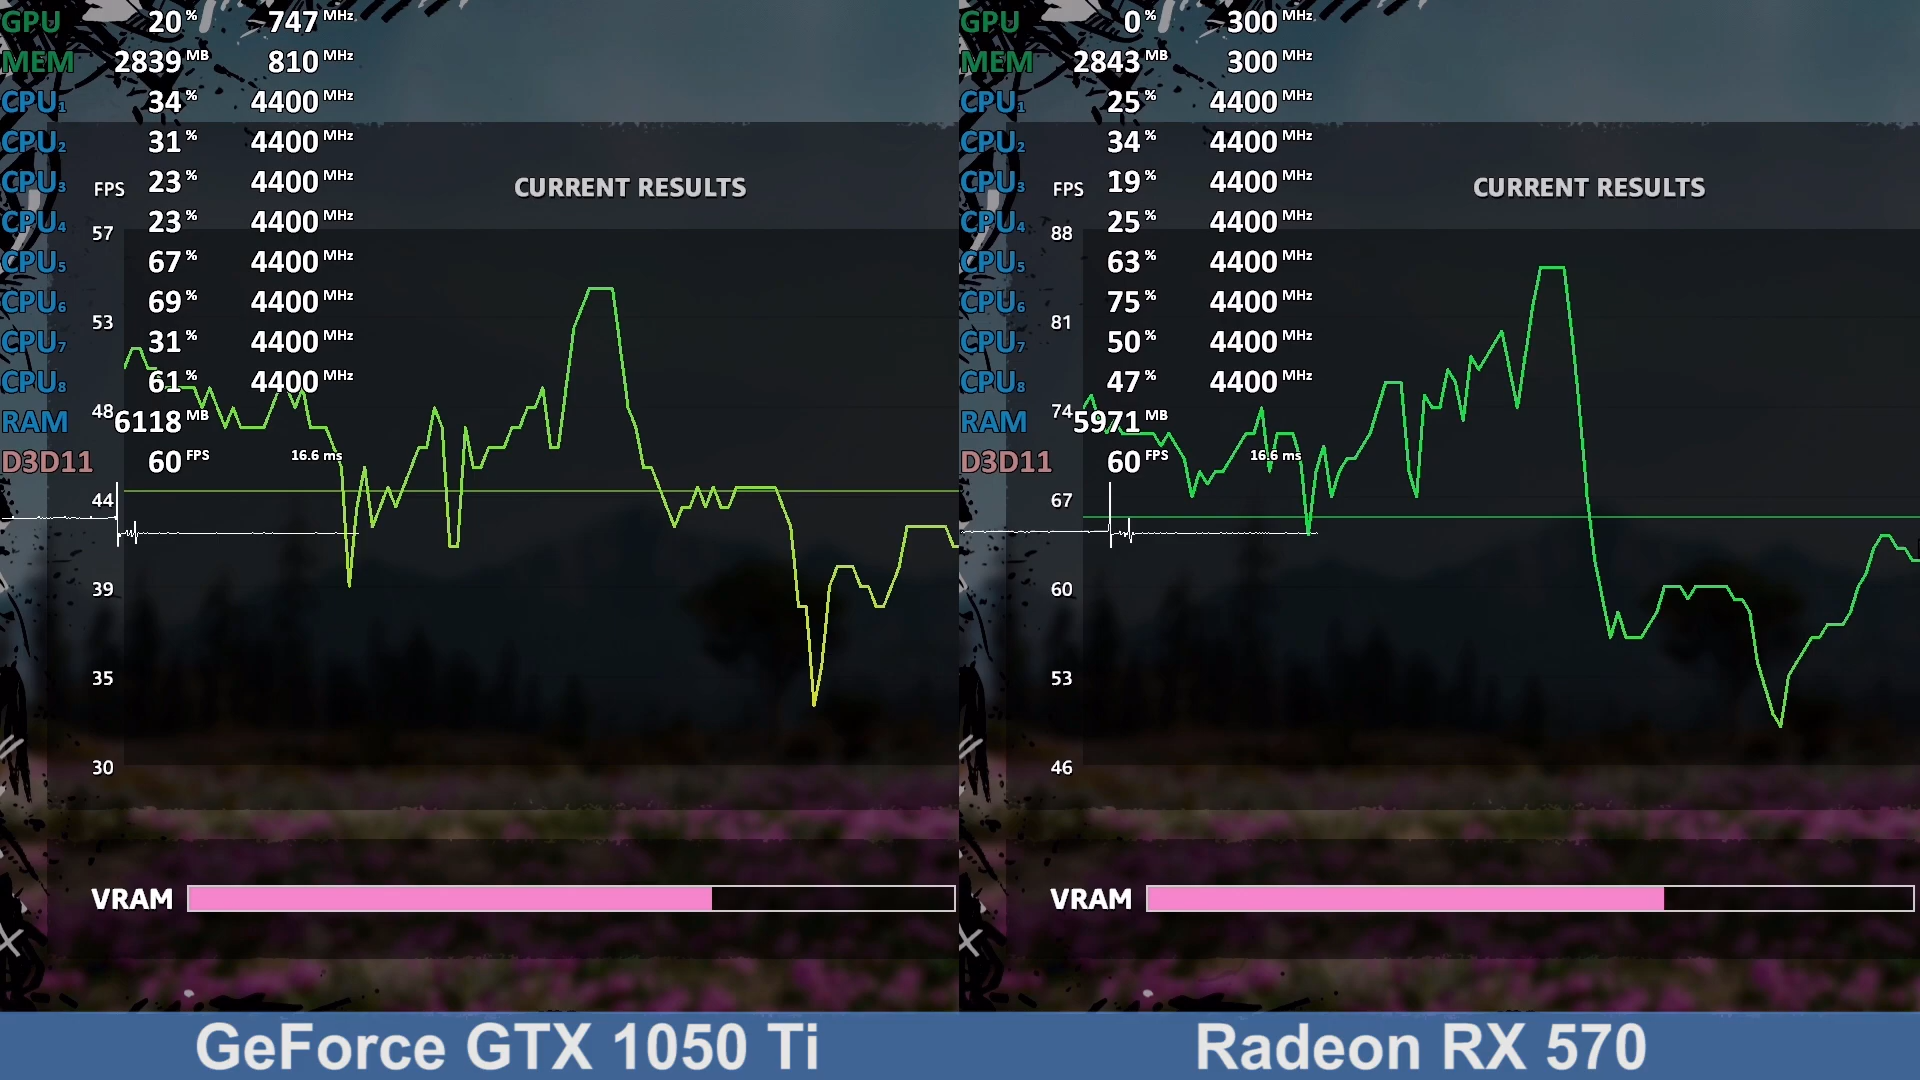 GPU 20 % 747 MHz
MEM 2839 MB 810 MHz
CPU1 34 % 4400 MHz
CPU2 31 % 4400 MHz
CPU3 23 % 4400 MHz
CPU4 23 % 4400 MHz
CPU5 67 % 4400 MHz
CPU6 69 % 4400 MHz
CPU7 31 % 4400 MHz
CPU8 61 % 4400 MHz
RAM 6118 MB
D3D11 60 FPS 16.6 ms
FPS
CURRENT RESULTS
57
53
48
44
39
35
30
VRAM
GeForce GTX 1050 Ti
GPU 0 % 300 MHz
MEM 2843 MB 300 MHz
CPU1 25 % 4400 MHz
CPU2 34 % 4400 MHz
CPU3 19 % 4400 MHz
CPU4 25 % 4400 MHz
CPU5 63 % 4400 MHz
CPU6 75 % 4400 MHz
CPU7 50 % 4400 MHz
CPU8 47 % 4400 MHz
RAM 5971 MB
D3D11 60 FPS 16.6 ms
FPS
CURRENT RESULTS
88
81
74
67
60
53
46
VRAM
Radeon RX 570